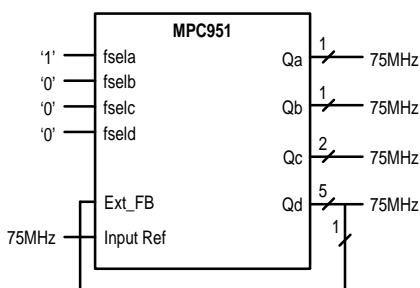 MPC951
'1' fsela Qa 1 75MHz
'0' fselb Qb 1 75MHz
'0' fselc Qc 2 75MHz
'0' fseld
Ext_FB Qd 5 75MHz
75MHz Input Ref 1